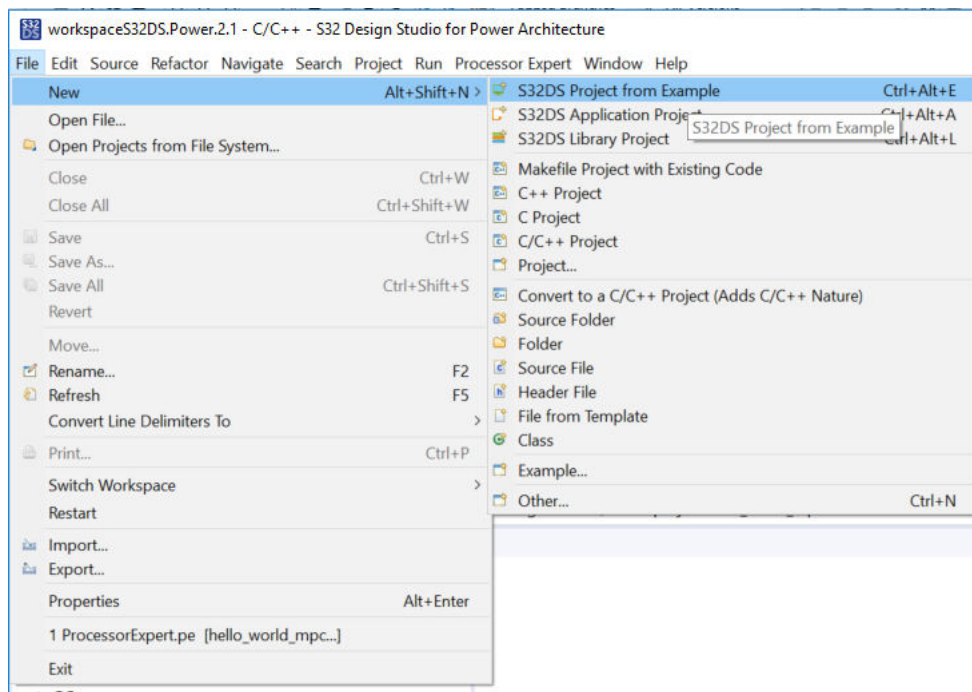 S32
DS
workspaceS32DS.Power.2.1 - C/C++ - S32 Design Studio for Power Architecture
File Edit Source Refactor Navigate Search Project Run Processor Expert Window Help
New Alt+Shift+N
Open File...
Open Projects from File System...
Close Ctrl+W
Close All Ctrl+Shift+W
Save Ctrl+S
Save As...
Save All Ctrl+Shift+S
Revert
Move...
Rename... F2
Refresh F5
Convert Line Delimiters To
Print... Ctrl+P
Switch Workspace
Restart
Import...
Export...
Properties Alt+Enter
1 ProcessorExpert.pe [hello_world_mpc...]
Exit
S32DS Project from Example Ctrl+Alt+E
S32DS Application Project Ctrl+Alt+A
S32DS Project from Example
S32DS Library Project Ctrl+Alt+L
Makefile Project with Existing Code
C++ Project
C Project
C/C++ Project
Project...
Convert to a C/C++ Project (Adds C/C++ Nature)
Source Folder
Folder
Source File
Header File
File from Template
Class
Example...
Other... Ctrl+N